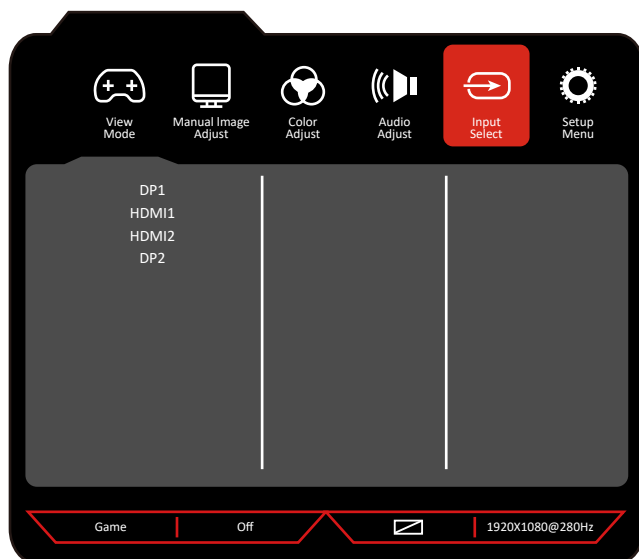 View
Mode
Manual Image
Adjust
Color
Adjust
Audio
Adjust
Input
Select
Setup
Menu
DP1
HDMI1
HDMI2
DP2
Game
Off
1920X1080@280Hz